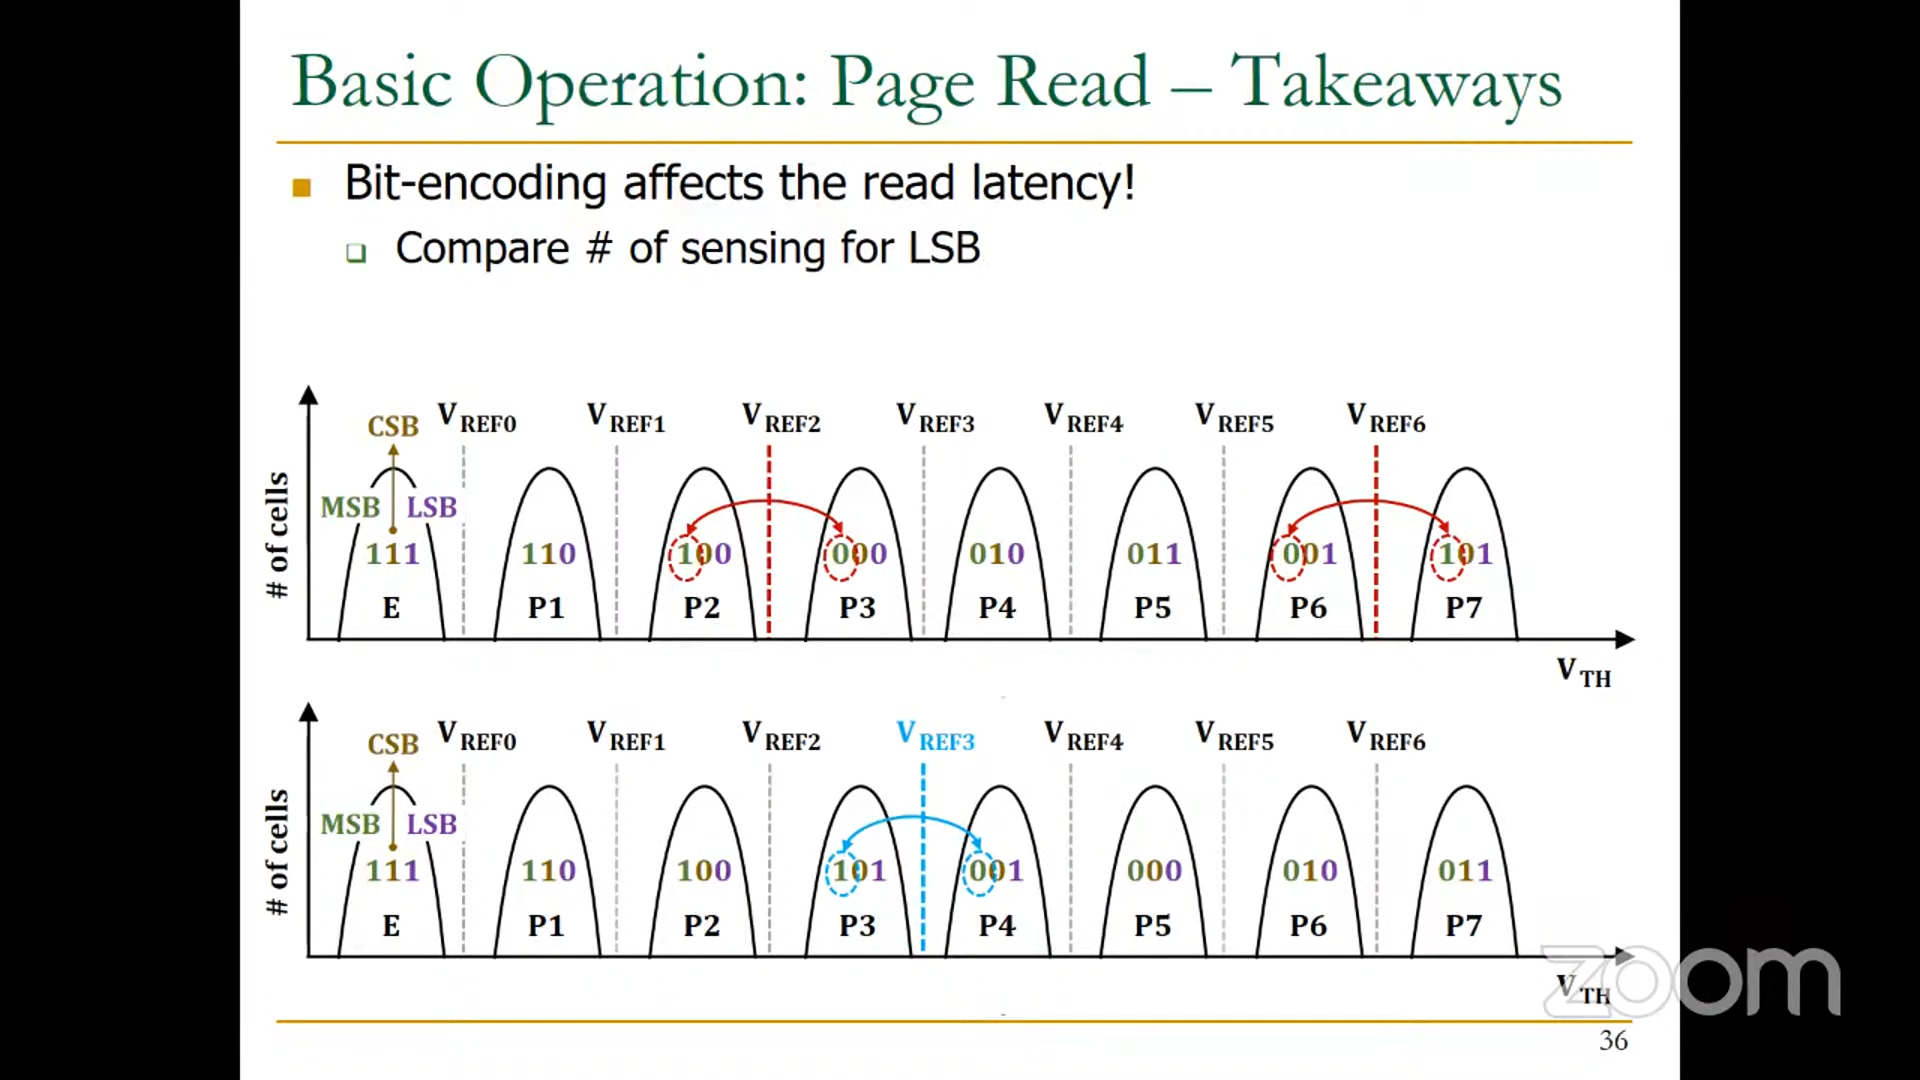 Basic Operation: Page Read – Takeaways
Bit-encoding affects the read latency!
Compare # of sensing for LSB
CSB VREF0 VREF1 VREF2 VREF3 VREF4 VREF5 VREF6
# of cells
MSB LSB
111 110 100 000 010 011 001 101
E P1 P2 P3 P4 P5 P6 P7
VTH
CSB VREF0 VREF1 VREF2 VREF3 VREF4 VREF5 VREF6
# of cells
MSB LSB
111 110 100 101 001 000 010 011
E P1 P2 P3 P4 P5 P6 P7
VTH
zoom
36